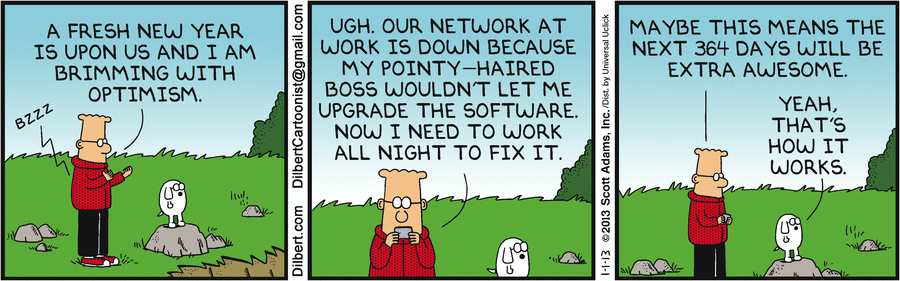 A FRESH NEW YEAR
IS UPON US AND I AM
BRIMMING WITH
OPTIMISM.
BZZZ
Dilbert.com DilbertCartoonist@gmail.com
UGH. OUR NETWORK AT
WORK IS DOWN BECAUSE
MY POINTY-HAIRED
BOSS WOULDN'T LET ME
UPGRADE THE SOFTWARE.
NOW I NEED TO WORK
ALL NIGHT TO FIX IT.
1-1-13 ©2013 Scott Adams, Inc. /Dist. by Universal Uclick
MAYBE THIS MEANS THE
NEXT 364 DAYS WILL BE
EXTRA AWESOME.
YEAH,
THAT'S
HOW IT
WORKS.